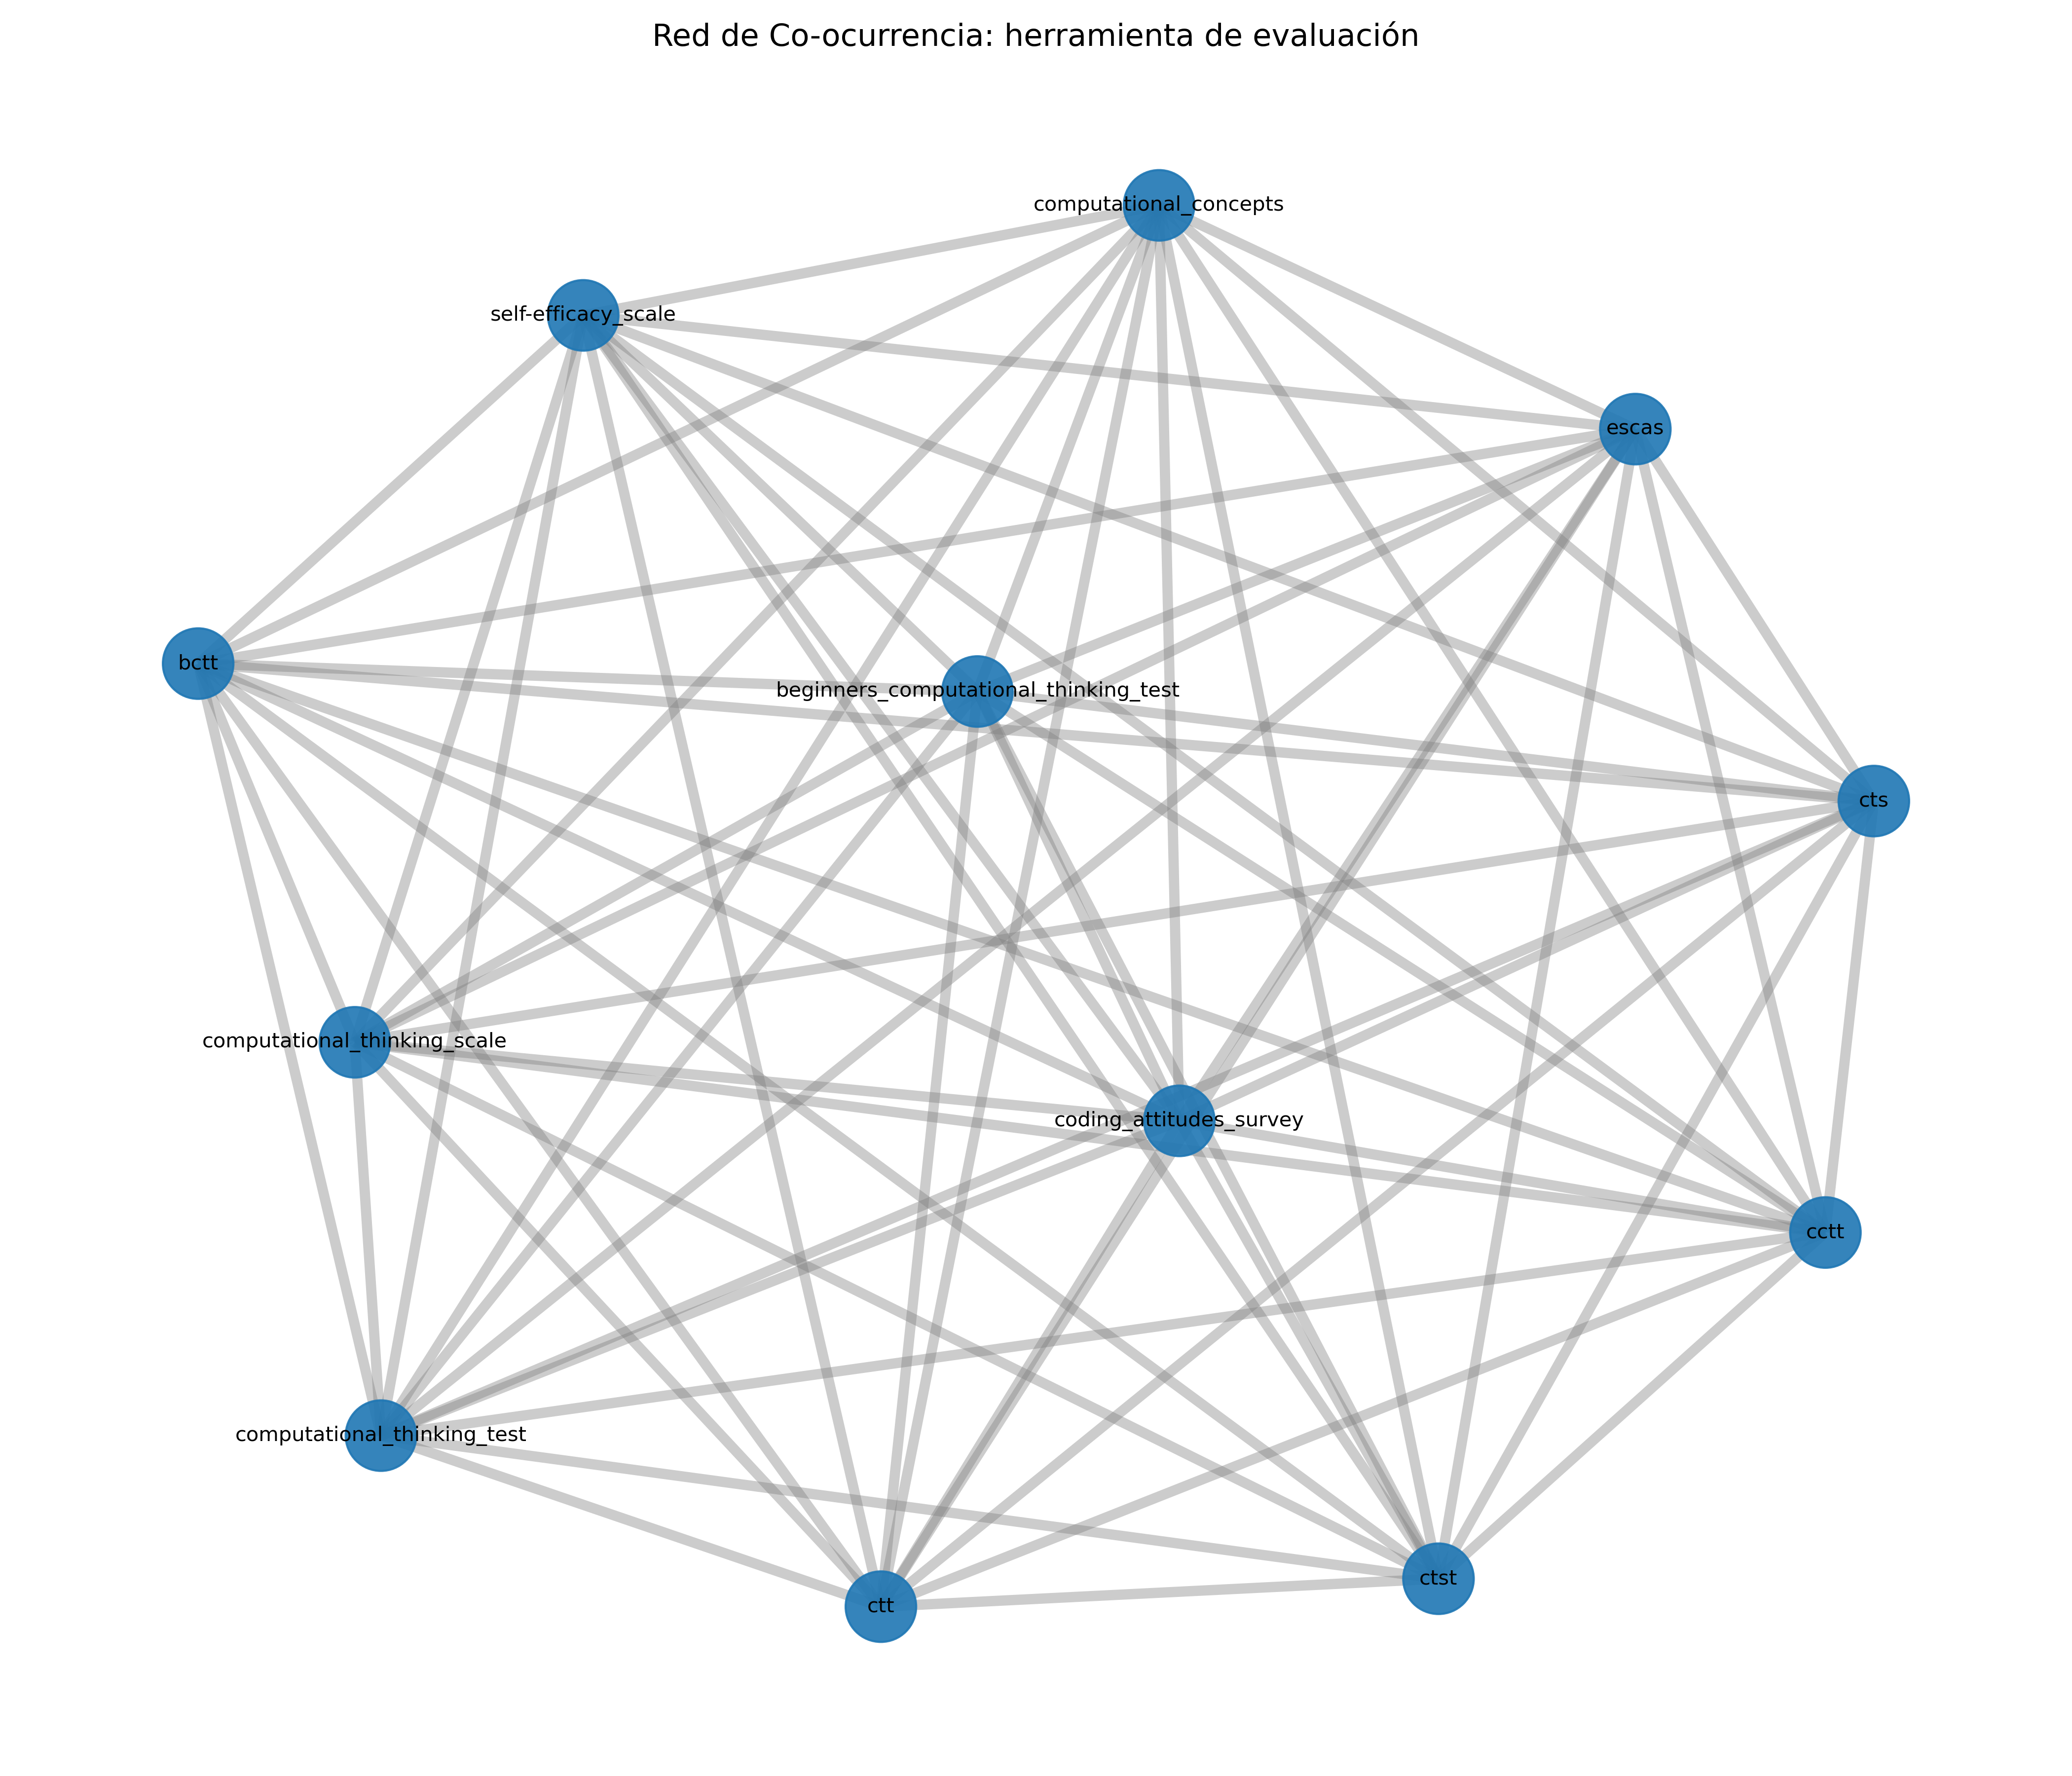 Red de Co-ocurrencia: herramienta de evaluación
computational_concepts
self-efficacy_scale
escas
bctt
beginners_computational_thinking_test
cts
computational_thinking_scale
coding_attitudes_survey
cctt
computational_thinking_test
ctst
ctt